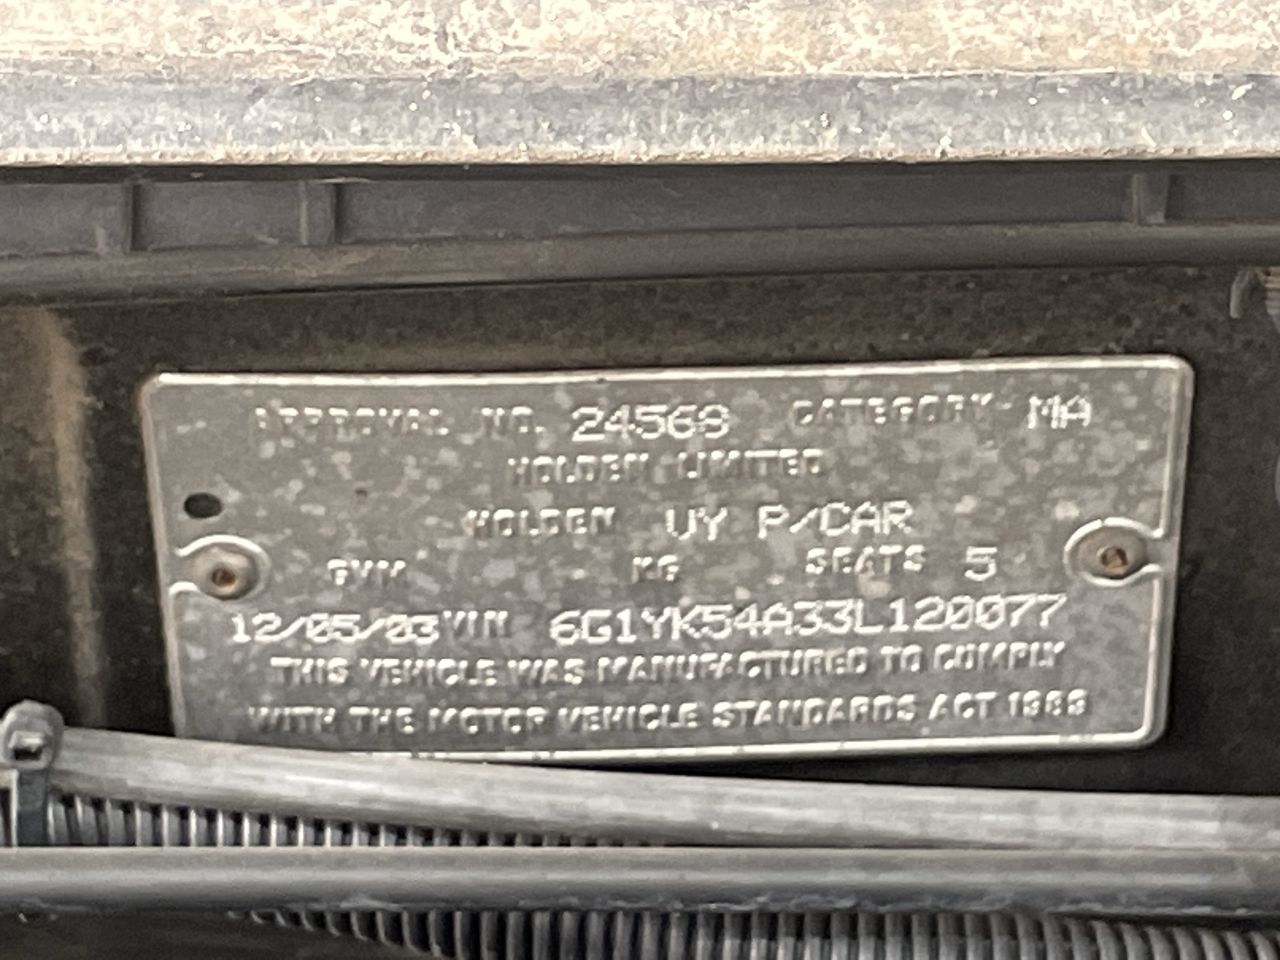 APPROVAL NO. 24568 CATEGORY MA
HOLDEN LIMITED
HOLDEN UY P/CAR
GVM KG SEATS 5
12/05/03 VIN 6G1YK54A33L120077
THIS VEHICLE WAS MANUFACTURED TO COMPLY
WITH THE MOTOR VEHICLE STANDARDS ACT 1989